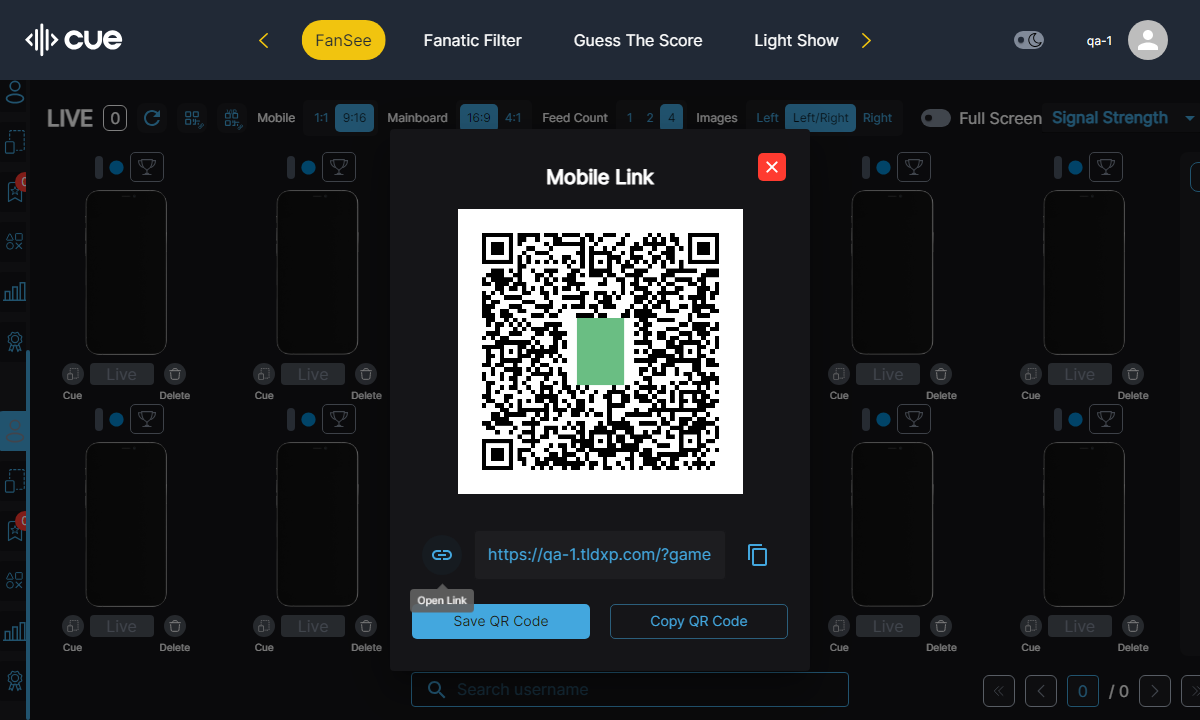 cue
FanSee
Fanatic Filter
Guess The Score
Light Show
qa-1
LIVE 0
Mobile 1:1 9:16
Mainboard 16:9 4:1
Feed Count 1 2 4
Images Left Left/Right Right
Full Screen
Signal Strength
Mobile Link
https://qa-1.tldxp.com/?game
Open Link
Save QR Code
Copy QR Code
Live Live Live Live
Cue Delete Cue Delete Cue Delete Cue Delete
Live Live Live Live
Cue Delete Cue Delete Cue Delete Cue Delete
Search username
0 / 0